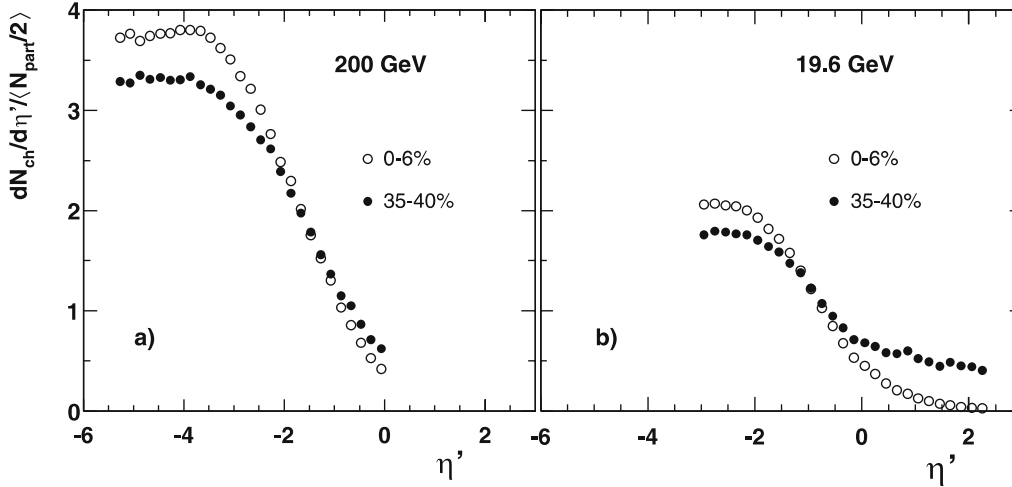 dN_ch/dη'/⟨N_part/2⟩
4
3
2
1
0
200 GeV
0-6%
35-40%
a)
-6 -4 -2 0 2
η'
19.6 GeV
0-6%
35-40%
b)
-6 -4 -2 0 2
η'